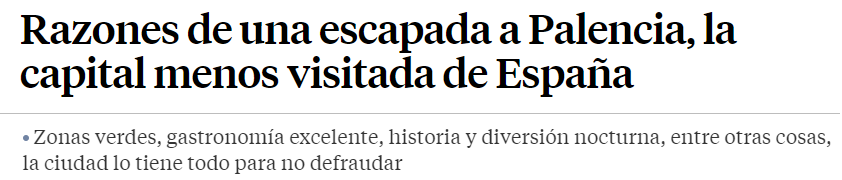 Razones de una escapada a Palencia, la
capital menos visitada de España
• Zonas verdes, gastronomía excelente, historia y diversión nocturna, entre otras cosas,
la ciudad lo tiene todo para no defraudar